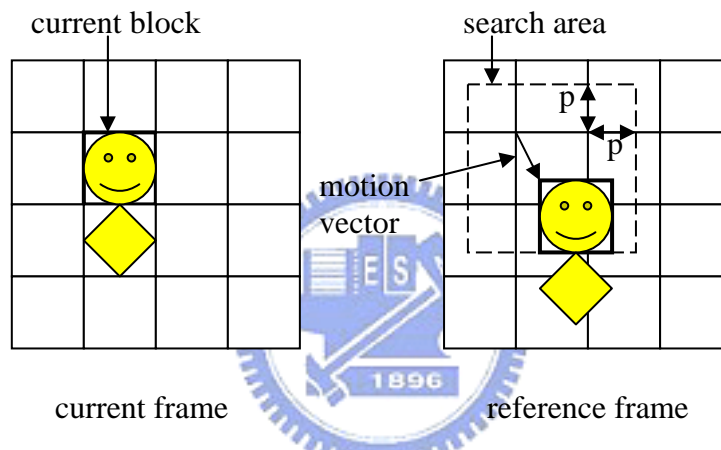 current block
search area
p
p
motion
vector
ES
1896
current frame
reference frame